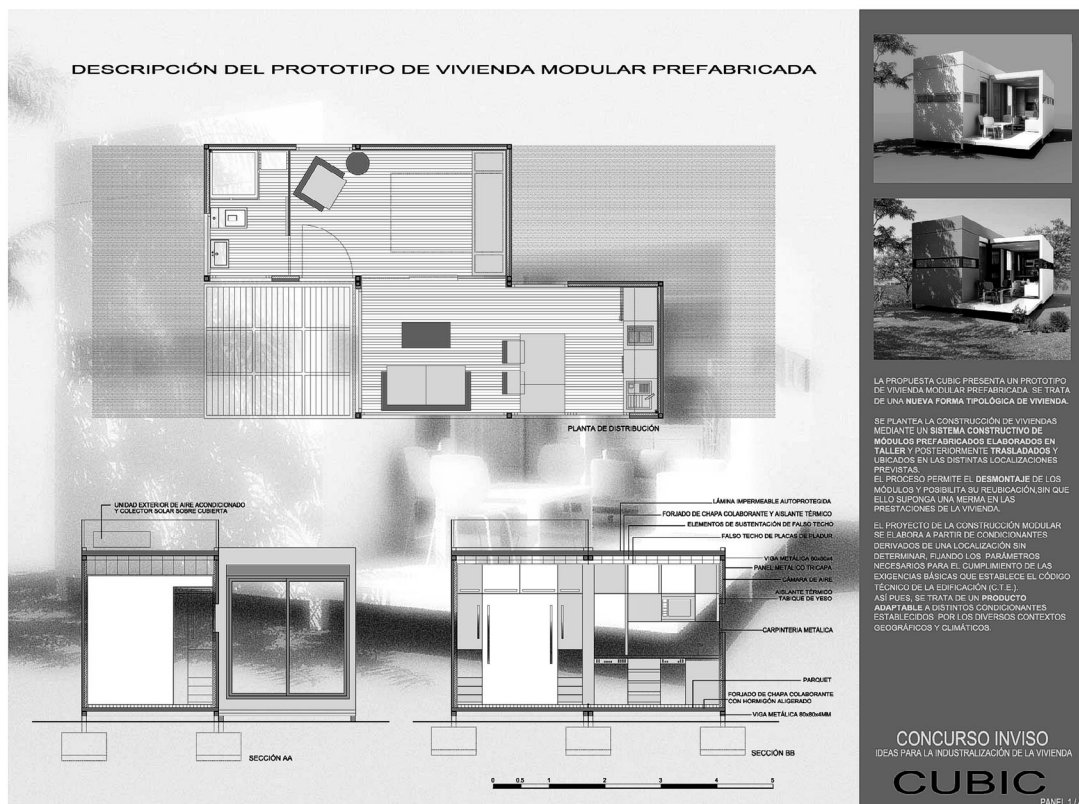 DESCRIPCIÓN DEL PROTOTIPO DE VIVIENDA MODULAR PREFABRICADA
PLANTA DE DISTRIBUCIÓN
UNIDAD EXTERIOR DE AIRE ACONDICIONADO
Y COLECTOR SOLAR SOBRE CUBIERTA
SECCIÓN AA
LÁMINA IMPERMEABLE AUTOPROTEGIDA
FORJADO DE CHAPA COLABORANTE Y AISLANTE TÉRMICO
ELEMENTOS DE SUSTENTACIÓN DE FALSO TECHO
FALSO TECHO DE PLACAS DE PLADUR
VIGA METÁLICA 80x80x4
PANEL METÁLICO TRICAPA
CÁMARA DE AIRE
AISLANTE TÉRMICO
TABIQUE DE YESO
CARPINTERIA METÁLICA
PARQUET
FORJADO DE CHAPA COLABORANTE
CON HORMIGÓN ALIGERADO
VIGA METÁLICA 80x80x4MM
SECCIÓN BB
0 0.5 1 2 3 4 5
LA PROPUESTA CUBIC PRESENTA UN PROTOTIPO
DE VIVIENDA MODULAR PREFABRICADA. SE TRATA
DE UNA NUEVA FORMA TIPOLÓGICA DE VIVIENDA.
SE PLANTEA LA CONSTRUCCIÓN DE VIVIENDAS
MEDIANTE UN SISTEMA CONSTRUCTIVO DE
MÓDULOS PREFABRICADOS ELABORADOS EN
TALLER Y POSTERIORMENTE TRASLADADOS Y
UBICADOS EN LAS DISTINTAS LOCALIZACIONES
PREVISTAS.
EL PROCESO PERMITE EL DESMONTAJE DE LOS
MÓDULOS Y POSIBILITA SU REUBICACIÓN,SIN QUE
ELLO SUPONGA UNA MERMA EN LAS
PRESTACIONES DE LA VIVIENDA.
EL PROYECTO DE LA CONSTRUCCIÓN MODULAR
SE ELABORA A PARTIR DE CONDICIONANTES
DERIVADOS DE UNA LOCALIZACIÓN SIN
DETERMINAR, FIJANDO LOS PARÁMETROS
NECESARIOS PARA EL CUMPLIMIENTO DE LAS
EXIGENCIAS BÁSICAS QUE ESTABLECE EL CÓDIGO
TÉCNICO DE LA EDIFICACIÓN (C.T.E.).
ASÍ PUES, SE TRATA DE UN PRODUCTO
ADAPTABLE A DISTINTOS CONDICIONANTES
ESTABLECIDOS POR LOS DIVERSOS CONTEXTOS
GEOGRÁFICOS Y CLIMÁTICOS.
CONCURSO INVISO
IDEAS PARA LA INDUSTRALIZACIÓN DE LA VIVIENDA
CUBIC
PANEL 1 /